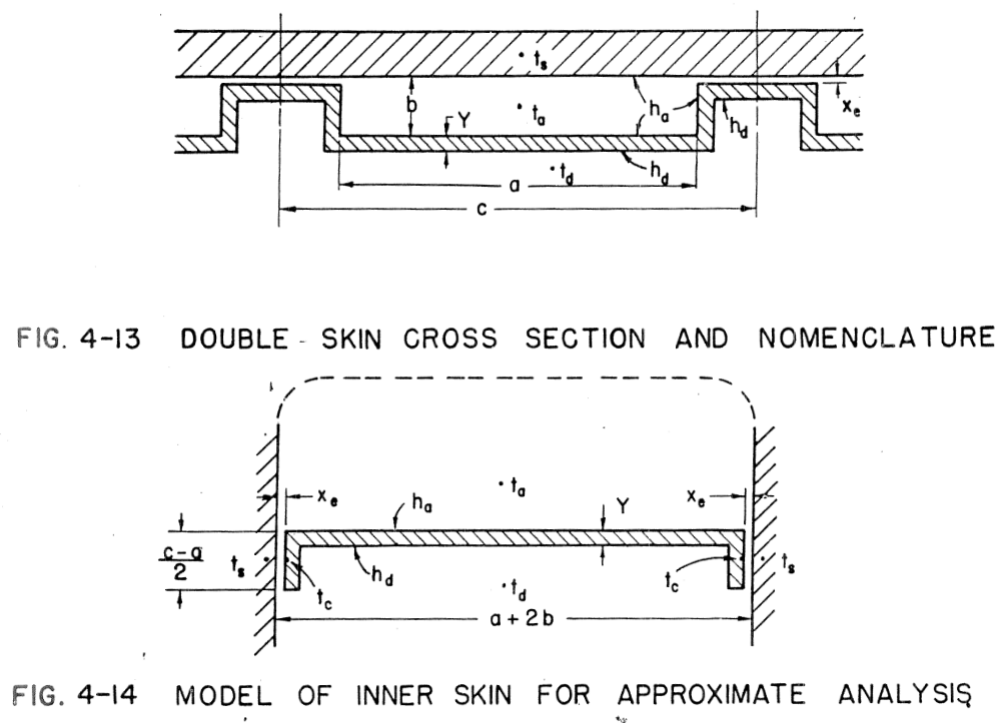 t_s
b
h_a
x_e
Y
t_a
h_d
t_d
h_d
a
c
FIG. 4-13 DOUBLE - SKIN CROSS SECTION AND NOMENCLATURE
t_a
x_e
h_a
Y
x_e
c-a
2
t_s
t_c
h_d
t_d
t_c
t_s
a + 2b
FIG. 4-14 MODEL OF INNER SKIN FOR APPROXIMATE ANALYSIS